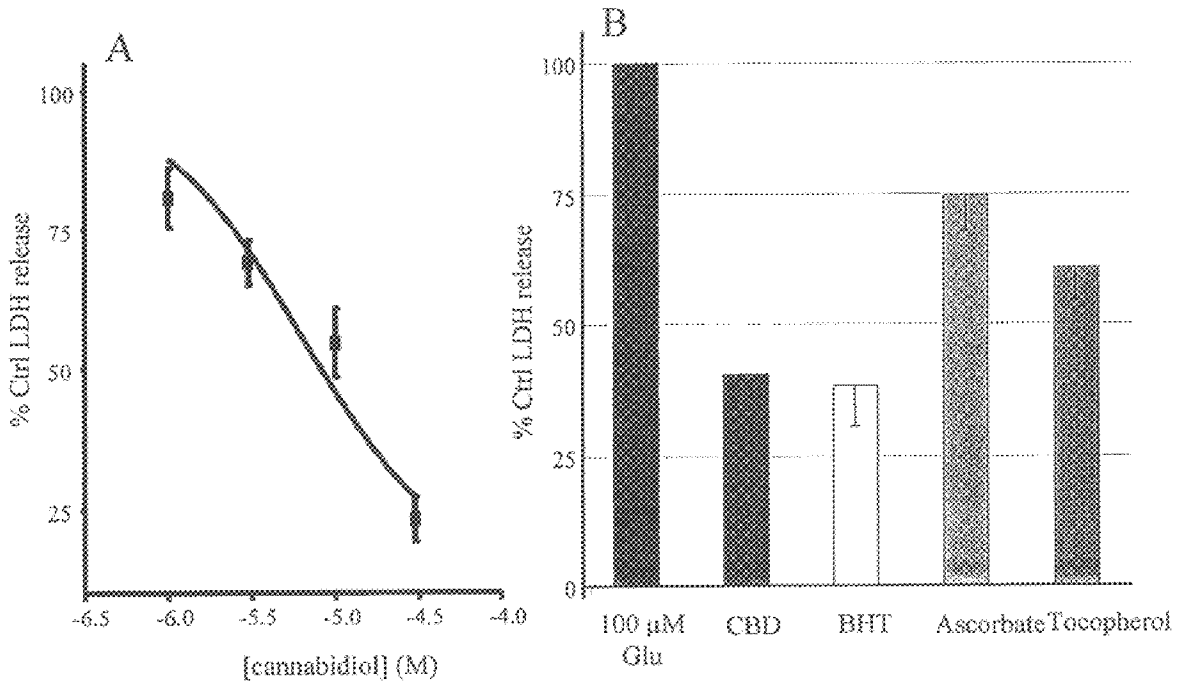 A
% Ctrl LDH release
100
75
50
25
-6.5 -6.0 -5.5 -5.0 -4.5 -4.0
[cannabidiol] (M)
B
% Ctrl LDH release
100
75
50
25
0
100 μM CBD BHT Ascorbate Tocopherol
Glu